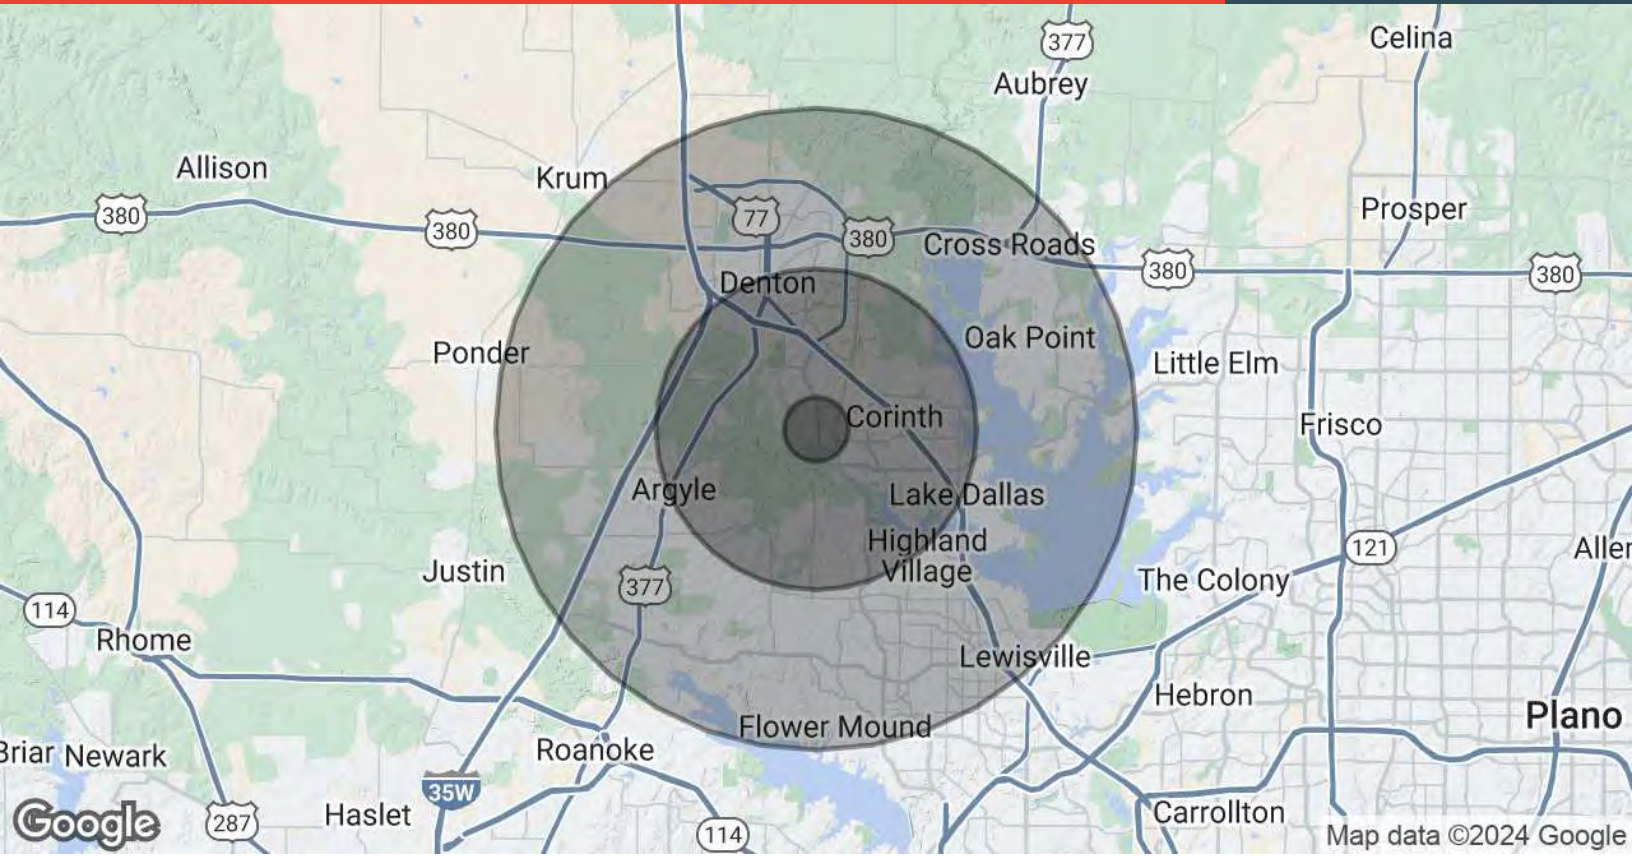 377
Celina
Aubrey
Allison
Krum
380
77
380
380
Prosper
Cross Roads
380
380
Denton
Oak Point
Ponder
Little Elm
Corinth
Frisco
Argyle
Lake Dallas
Highland
Village
121
Aller
Justin
377
The Colony
114
Rhome
Lewisville
Hebron
Plano
Flower Mound
Briar
Newark
Roanoke
35W
Haslet
Google
287
114
Carrollton
Map data ©2024 Google